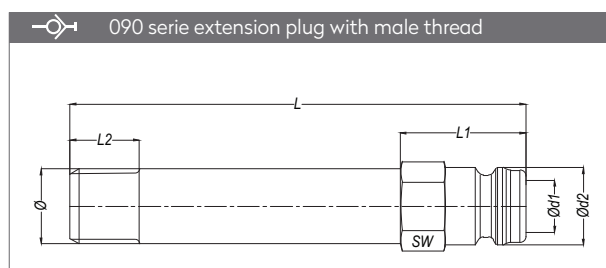 090 serie extension plug with male thread
L
L2
L1
Ø
SW
Ød1
Ød2